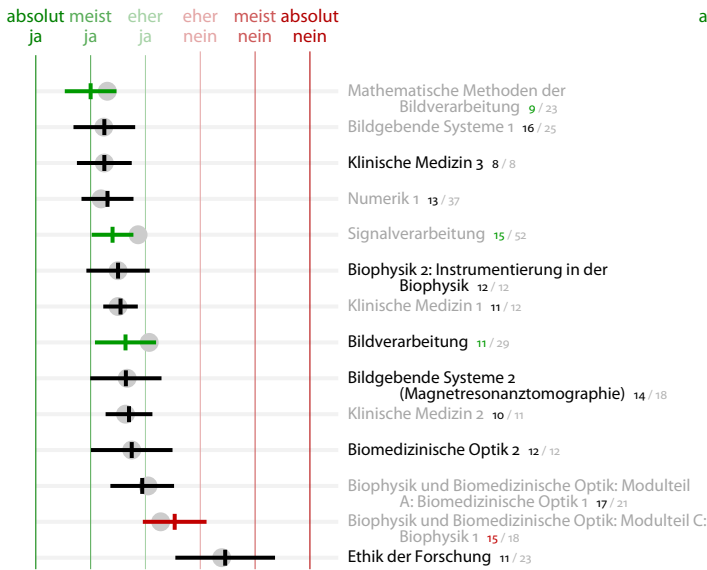 absolut meist eher eher meist absolut
ja ja ja nein nein nein
a
Mathematische Methoden der
Bildverarbeitung 9 / 23
Bildgebende Systeme 1 16 / 25
Klinische Medizin 3 8 / 8
Numerik 1 13 / 37
Signalverarbeitung 15 / 52
Biophysik 2: Instrumentierung in der
Biophysik 12 / 12
Klinische Medizin 1 11 / 12
Bildverarbeitung 11 / 29
Bildgebende Systeme 2
(Magnetresonanztomographie) 14 / 18
Klinische Medizin 2 10 / 11
Biomedizinische Optik 2 12 / 12
Biophysik und Biomedizinische Optik: Modulteil
A: Biomedizinische Optik 1 17 / 21
Biophysik und Biomedizinische Optik: Modulteil C:
Biophysik 1 15 / 18
Ethik der Forschung 11 / 23